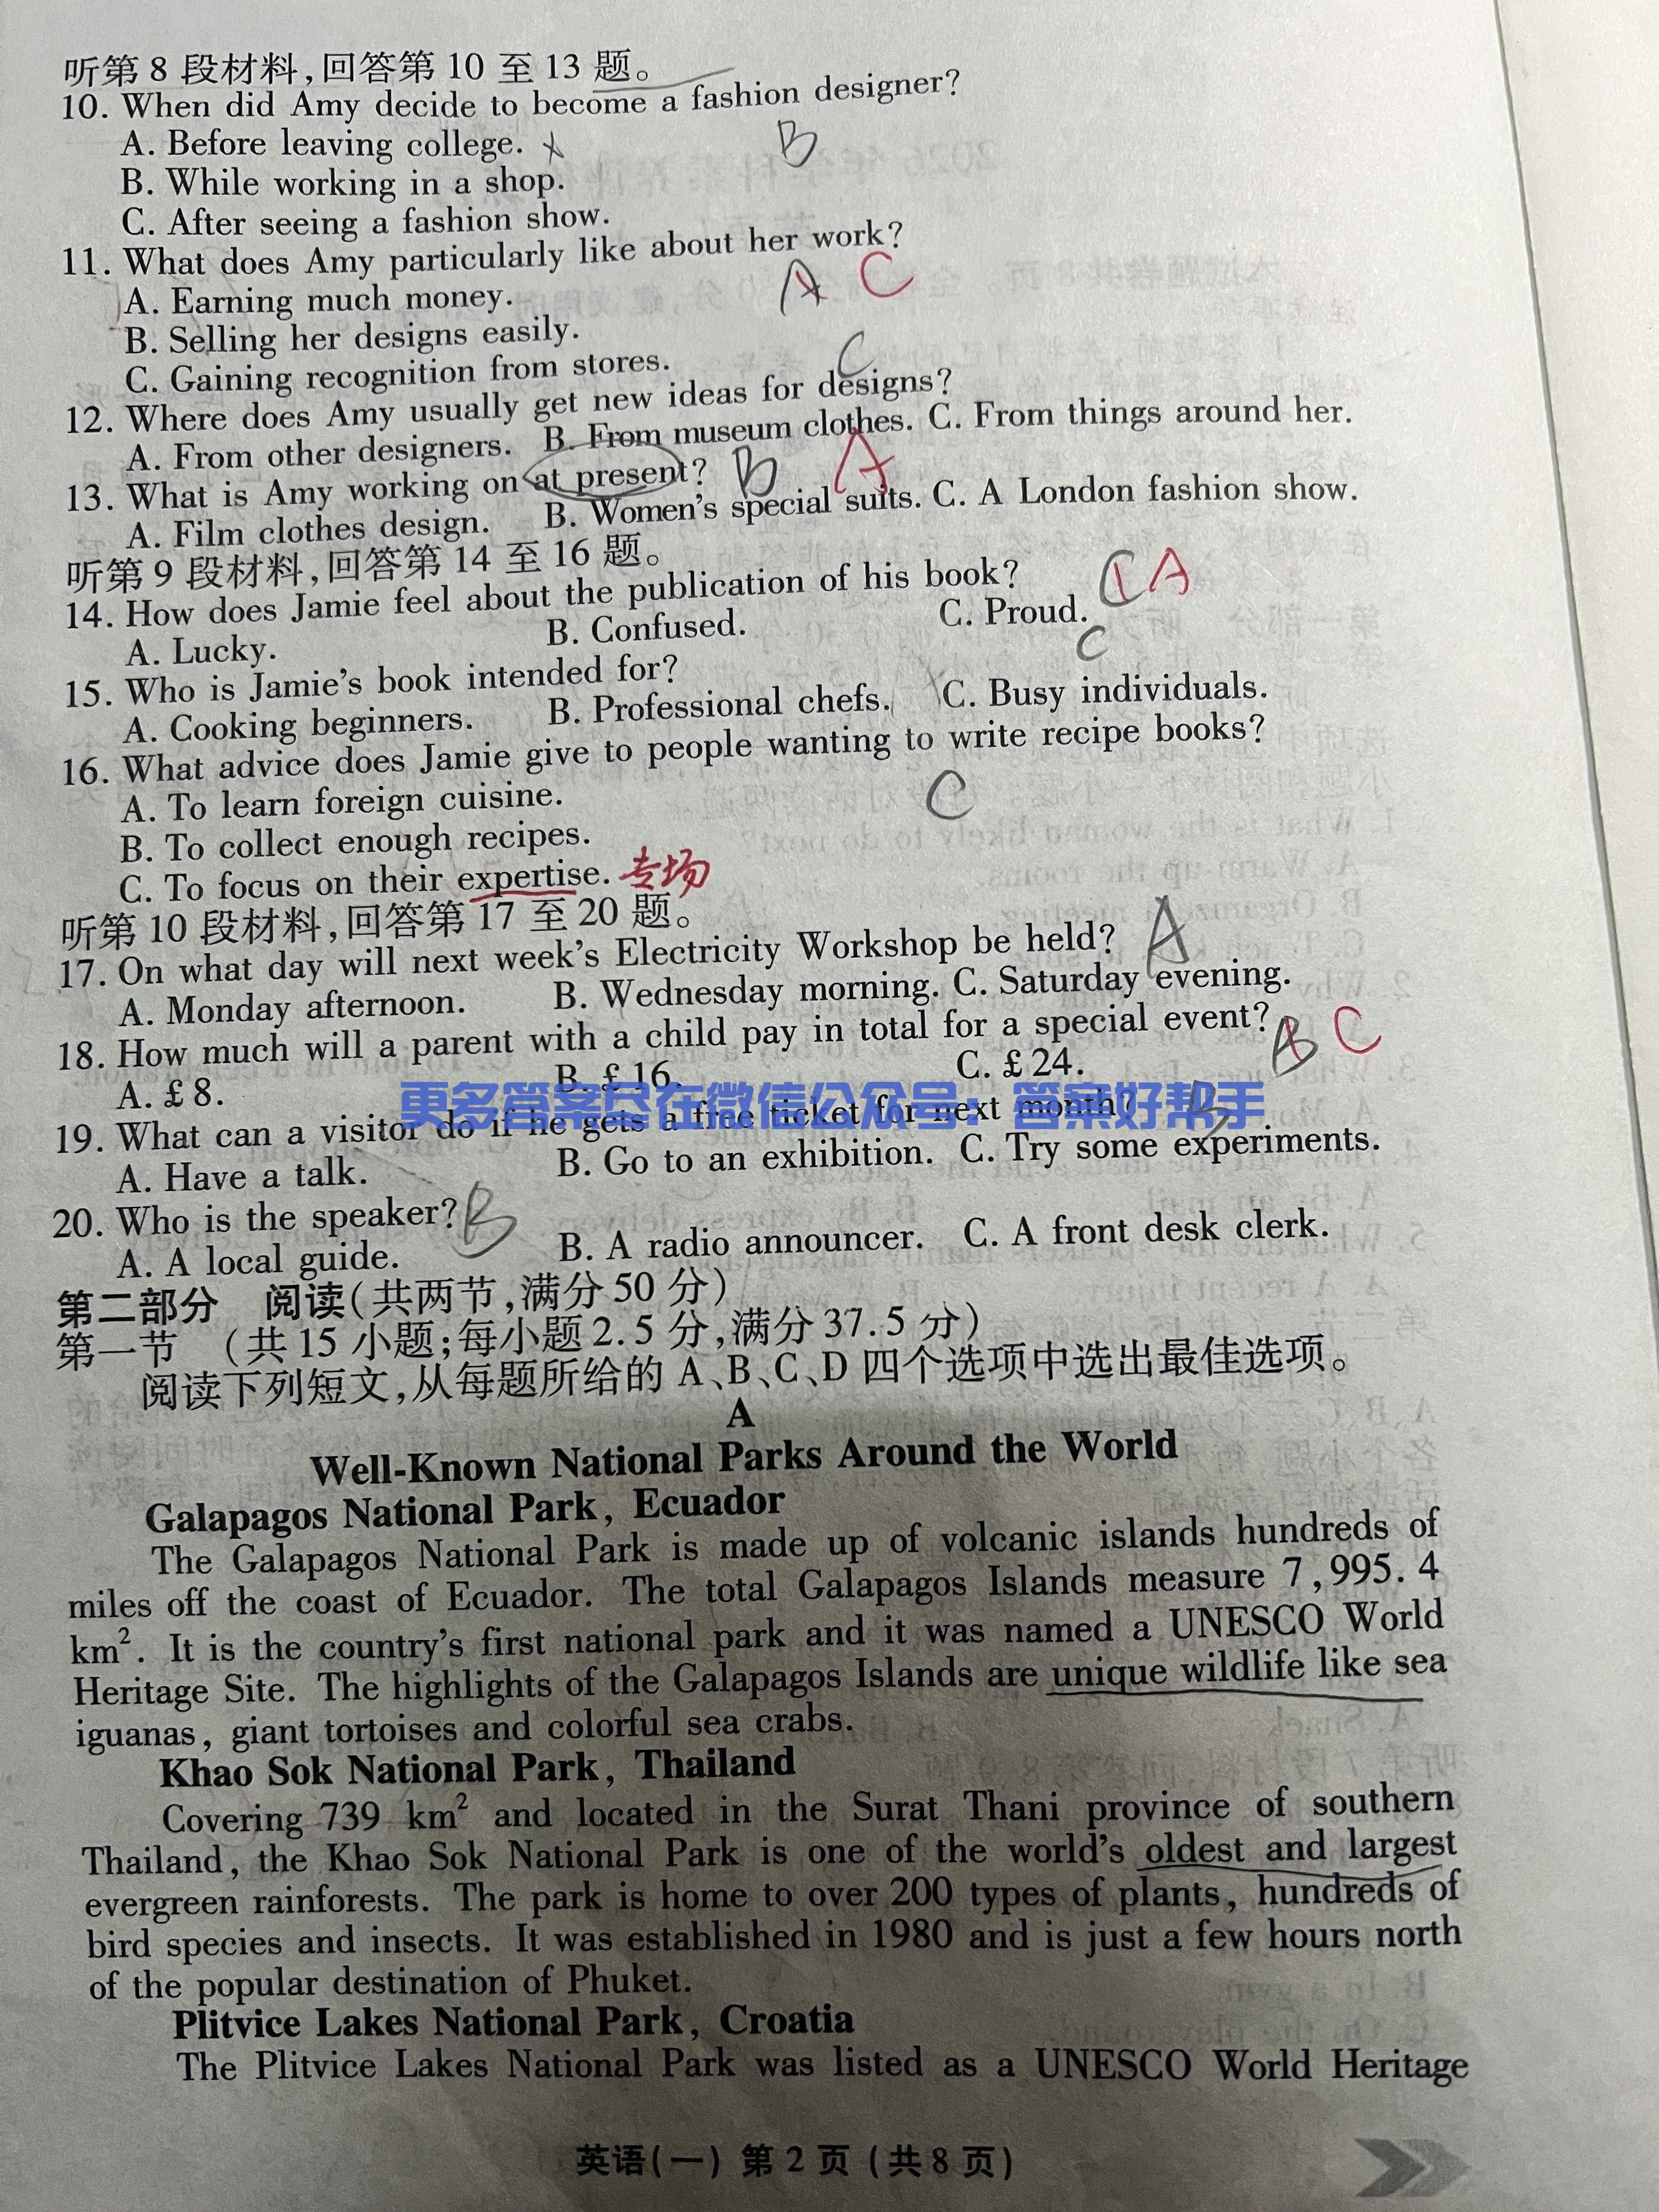 听第 8 段材料,回答第 10 至 13 题。
10. When did Amy decide to become a fashion designer?
A. Before leaving college. x B
B. While working in a shop.
C. After seeing a fashion show.
11. What does Amy particularly like about her work?
A. Earning much money. A C
B. Selling her designs easily.
C. Gaining recognition from stores. C
12. Where does Amy usually get new ideas for designs?
A. From other designers. B. From museum clothes. C. From things around her.
13. What is Amy working on at present? B A
A. Film clothes design. B. Women's special suits. C. A London fashion show.
听第 9 段材料,回答第 14 至 16 题。
14. How does Jamie feel about the publication of his book? C A
A. Lucky. B. Confused. C. Proud.
15. Who is Jamie's book intended for? C
A. Cooking beginners. B. Professional chefs. C. Busy individuals.
16. What advice does Jamie give to people wanting to write recipe books?
A. To learn foreign cuisine. C
B. To collect enough recipes.
C. To focus on their expertise. 专场
听第 10 段材料,回答第 17 至 20 题。
17. On what day will next week's Electricity Workshop be held? A
A. Monday afternoon. B. Wednesday morning. C. Saturday evening.
18. How much will a parent with a child pay in total for a special event? B C
A. £8. B. £16. C. £24.
更多答案尽在微信公众号：答案好帮手
19. What can a visitor do if he gets a free ticket for next month? B
A. Have a talk. B. Go to an exhibition. C. Try some experiments.
20. Who is the speaker? B
A. A local guide. B. A radio announcer. C. A front desk clerk.
第二部分 阅读(共两节,满分 50 分)
第一节 (共 15 小题;每小题 2.5 分,满分 37.5 分)
阅读下列短文,从每题所给的 A、B、C、D 四个选项中选出最佳选项。
A
Well-Known National Parks Around the World
Galapagos National Park, Ecuador
The Galapagos National Park is made up of volcanic islands hundreds of
miles off the coast of Ecuador. The total Galapagos Islands measure 7,995.4
km². It is the country's first national park and it was named a UNESCO World
Heritage Site. The highlights of the Galapagos Islands are unique wildlife like sea
iguanas, giant tortoises and colorful sea crabs.
Khao Sok National Park, Thailand
Covering 739 km² and located in the Surat Thani province of southern
Thailand, the Khao Sok National Park is one of the world's oldest and largest
evergreen rainforests. The park is home to over 200 types of plants, hundreds of
bird species and insects. It was established in 1980 and is just a few hours north
of the popular destination of Phuket.
Plitvice Lakes National Park, Croatia
The Plitvice Lakes National Park was listed as a UNESCO World Heritage
英语(一) 第 2 页 (共 8 页)